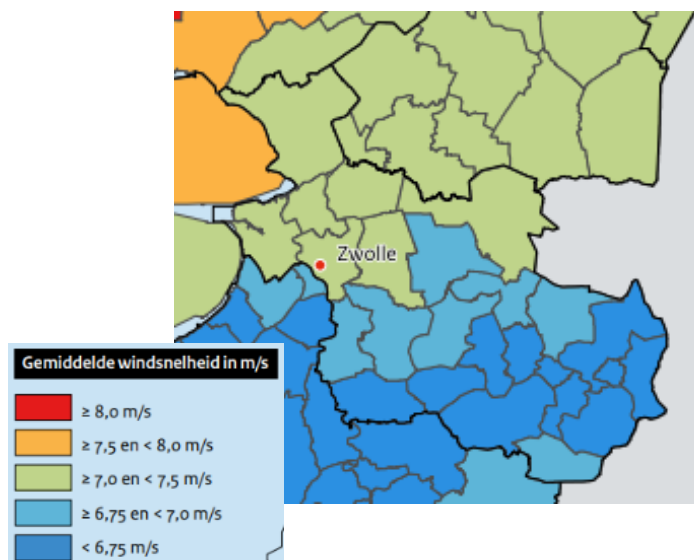 Zwolle
Gemiddelde windsnelheid in m/s
≥ 8,0 m/s
≥ 7,5 en < 8,0 m/s
≥ 7,0 en < 7,5 m/s
≥ 6,75 en < 7,0 m/s
< 6,75 m/s